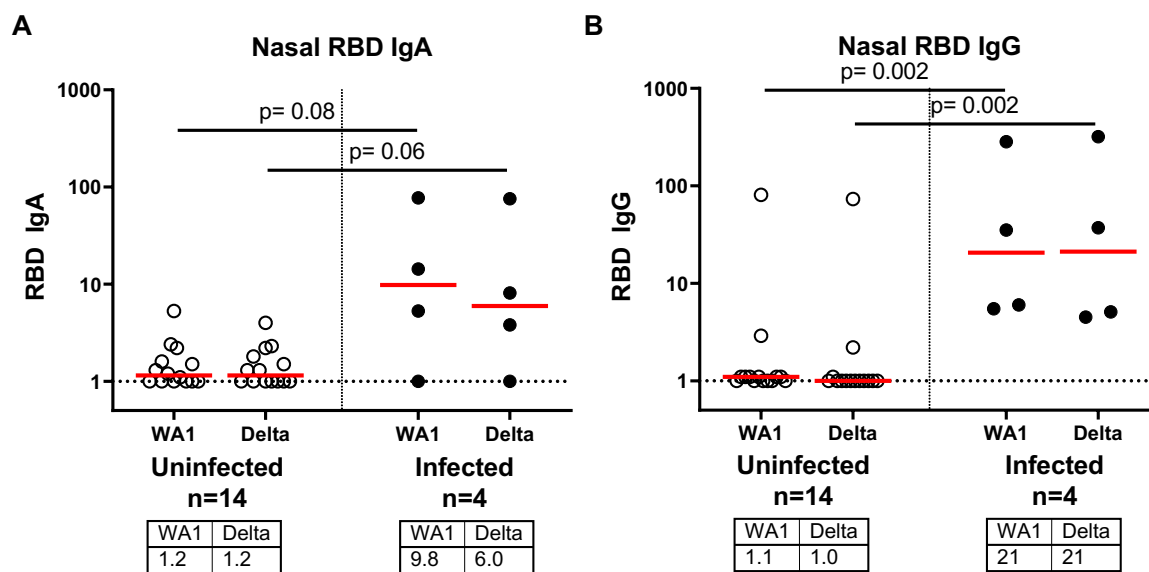 A
Nasal RBD IgA
RBD IgA
1000
100
10
1
p= 0.08
p= 0.06
WA1 Delta WA1 Delta
Uninfected Infected
n=14 n=4
WA1 Delta WA1 Delta
1.2 1.2 9.8 6.0
B
Nasal RBD IgG
RBD IgG
p= 0.002
1000
p= 0.002
100
10
1
WA1 Delta WA1 Delta
Uninfected Infected
n=14 n=4
WA1 Delta WA1 Delta
1.1 1.0 21 21